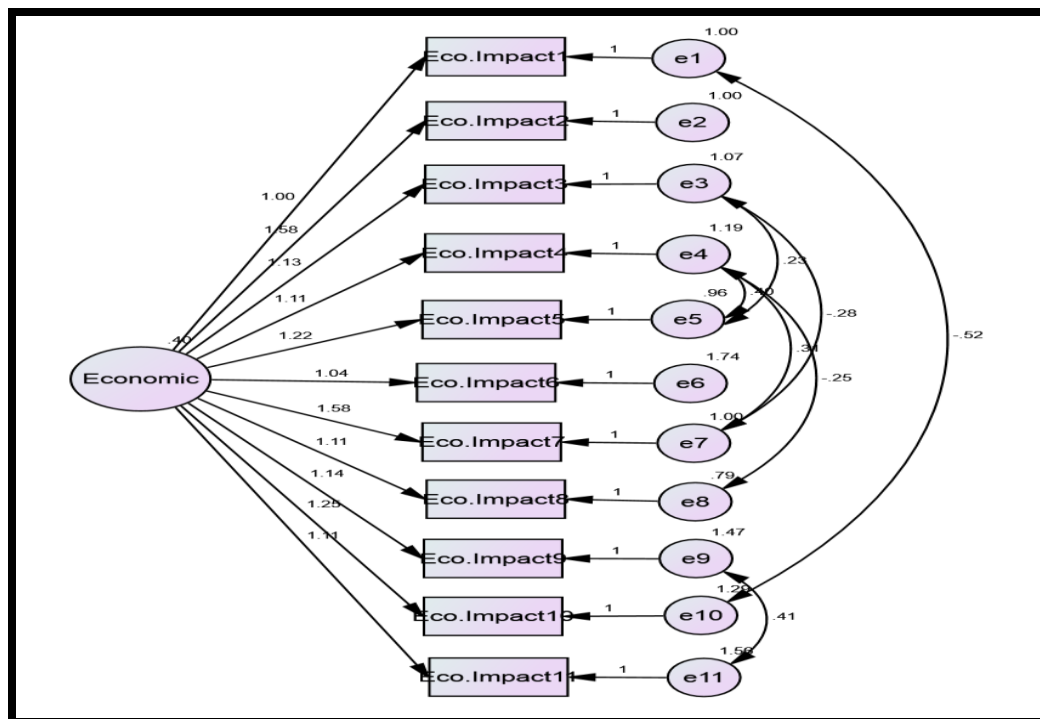 1.00
Eco.Impact1
1
e1
1.00
Eco.Impact2
1
e2
1.07
Eco.Impact3
1
e3
1.00
1.58
1.13
1.19
Eco.Impact4
1
e4
.23
1.11
.96
.40
Eco.Impact5
1
e5
-.28
1.22
.40
.31
-.52
Economic
1.04
Eco.Impact6
1
1.74
e6
-.25
1.58
1.00
Eco.Impact7
1
e7
1.11
.79
Eco.Impact8
1
e8
1.14
1.25
1.11
1.47
Eco.Impact9
1
e9
Eco.Impact10
1
e10
.41
Eco.Impact11
1
e11